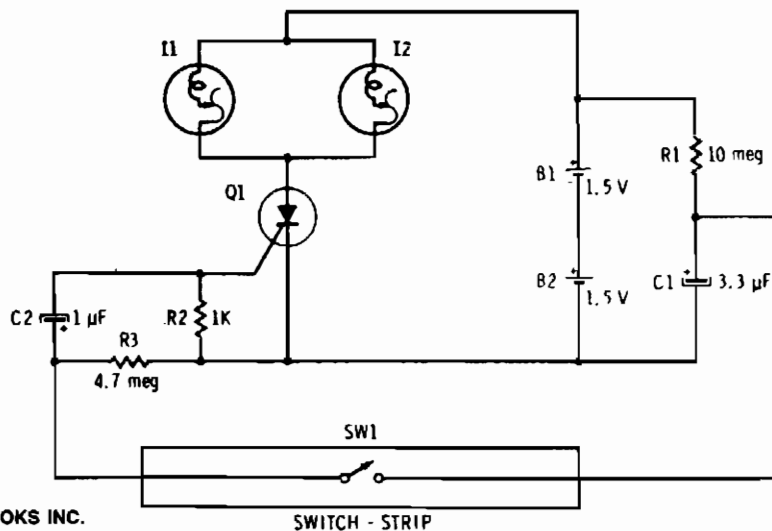 I1
I2
Q1
B1
1.5 V
B2
1.5 V
R1
10 meg
C1
3.3 µF
C2
1 µF
R2
1K
R3
4.7 meg
SW1
SWITCH - STRIP
OKS INC.